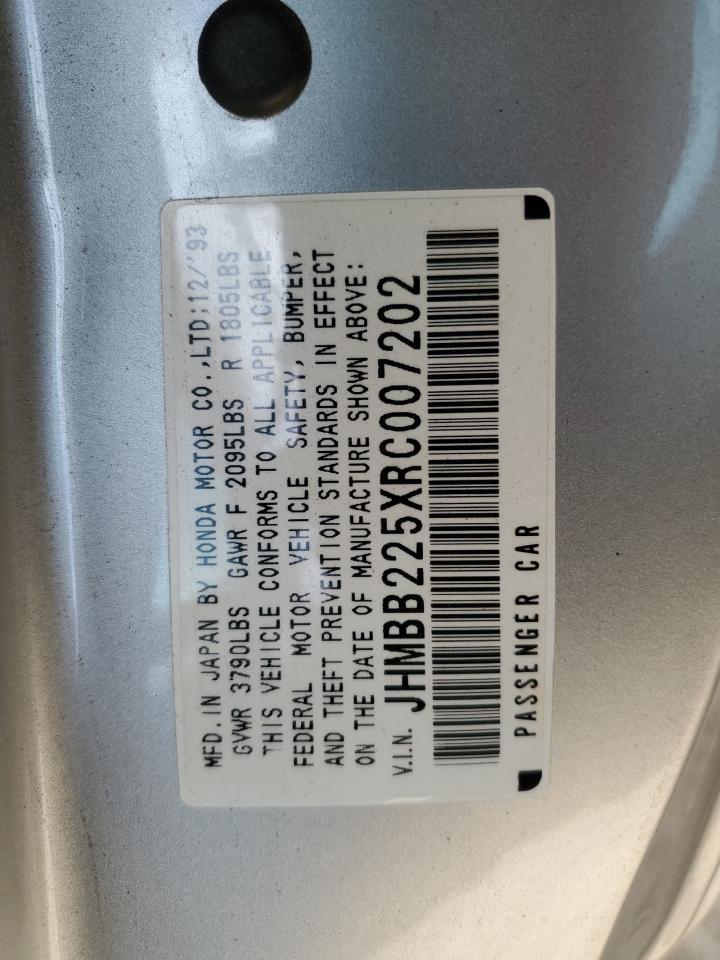 MFD. IN JAPAN BY HONDA MOTOR CO.,LTD;12/'93
GVWR 3790LBS GAWR F 2095LBS R 1805LBS
THIS VEHICLE CONFORMS TO ALL APPLICABLE
FEDERAL MOTOR VEHICLE SAFETY, BUMPER,
AND THEFT PREVENTION STANDARDS IN EFFECT
ON THE DATE OF MANUFACTURE SHOWN ABOVE:
V.I.N. JHMBB225XRC007202
PASSENGER CAR